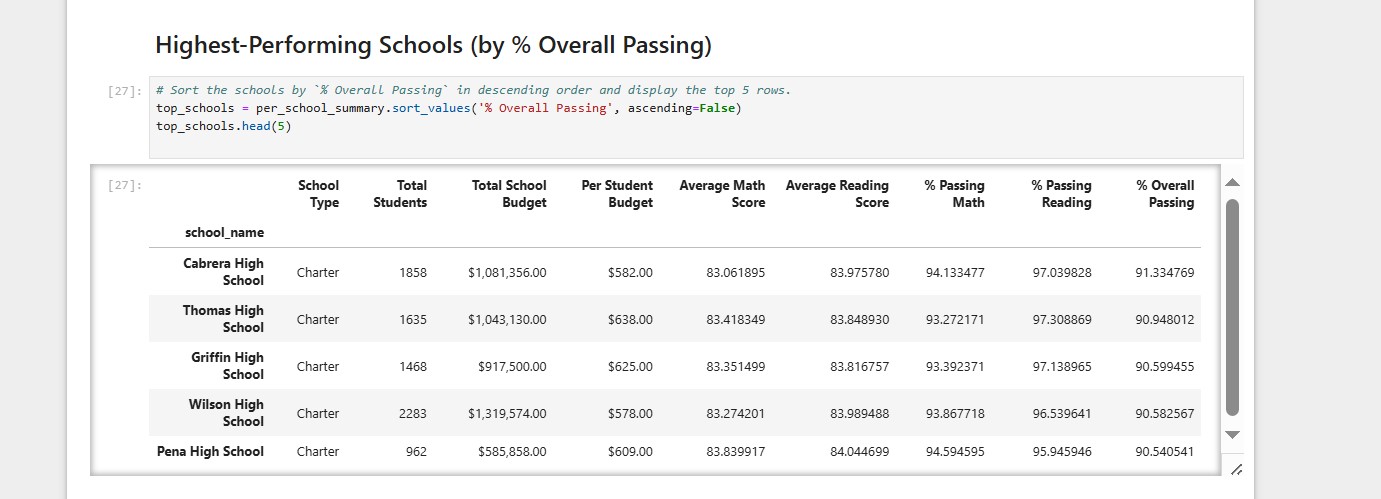 Highest-Performing Schools (by % Overall Passing)
[27]:
# Sort the schools by `% Overall Passing` in descending order and display the top 5 rows.
top_schools = per_school_summary.sort_values('% Overall Passing', ascending=False)
top_schools.head(5)
[27]:
School Type Total Students Total School Budget Per Student Budget Average Math Score Average Reading Score % Passing Math % Passing Reading % Overall Passing
school_name
Cabrera High School Charter 1858 $1,081,356.00 $582.00 83.061895 83.975780 94.133477 97.039828 91.334769
Thomas High School Charter 1635 $1,043,130.00 $638.00 83.418349 83.848930 93.272171 97.308869 90.948012
Griffin High School Charter 1468 $917,500.00 $625.00 83.351499 83.816757 93.392371 97.138965 90.599455
Wilson High School Charter 2283 $1,319,574.00 $578.00 83.274201 83.989488 93.867718 96.539641 90.582567
Pena High School Charter 962 $585,858.00 $609.00 83.839917 84.044699 94.594595 95.945946 90.540541